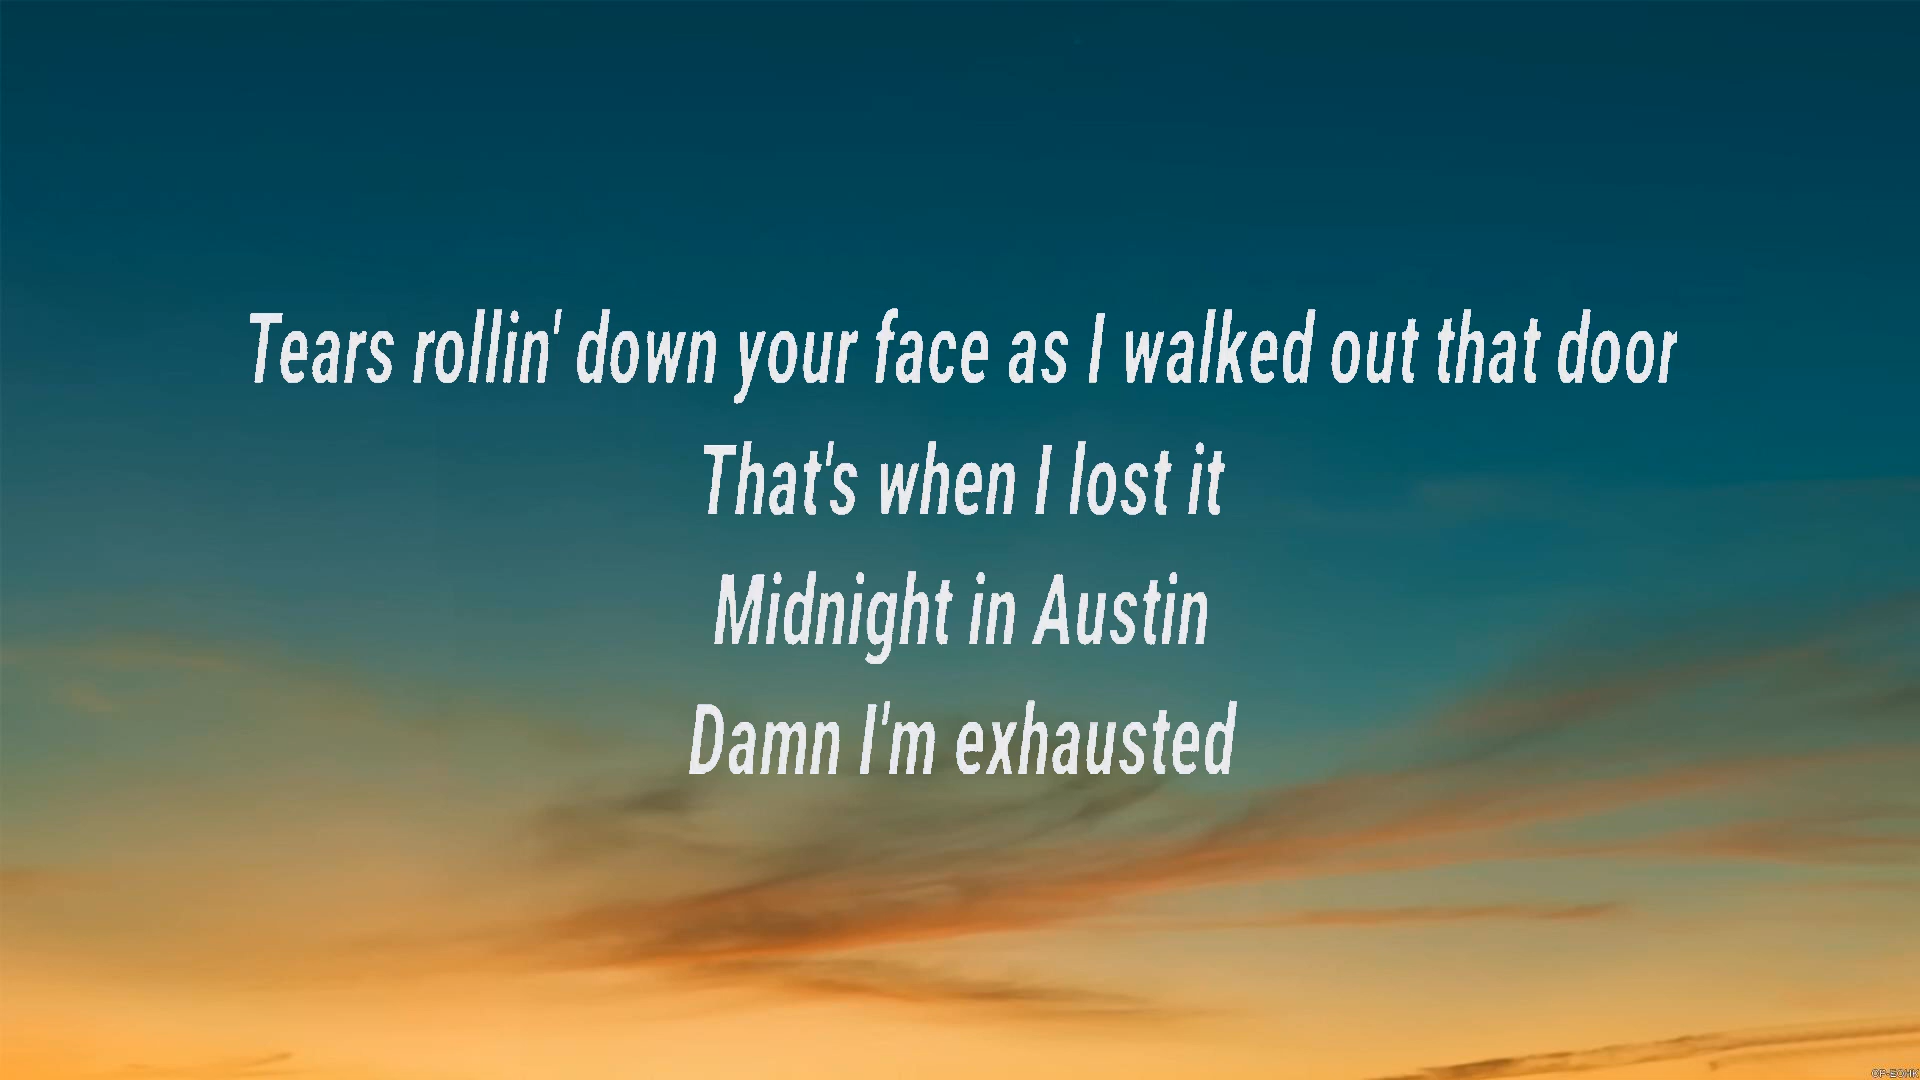 Tears rollin' down your face as I walked out that door
That's when I lost it
Midnight in Austin
Damn I'm exhausted